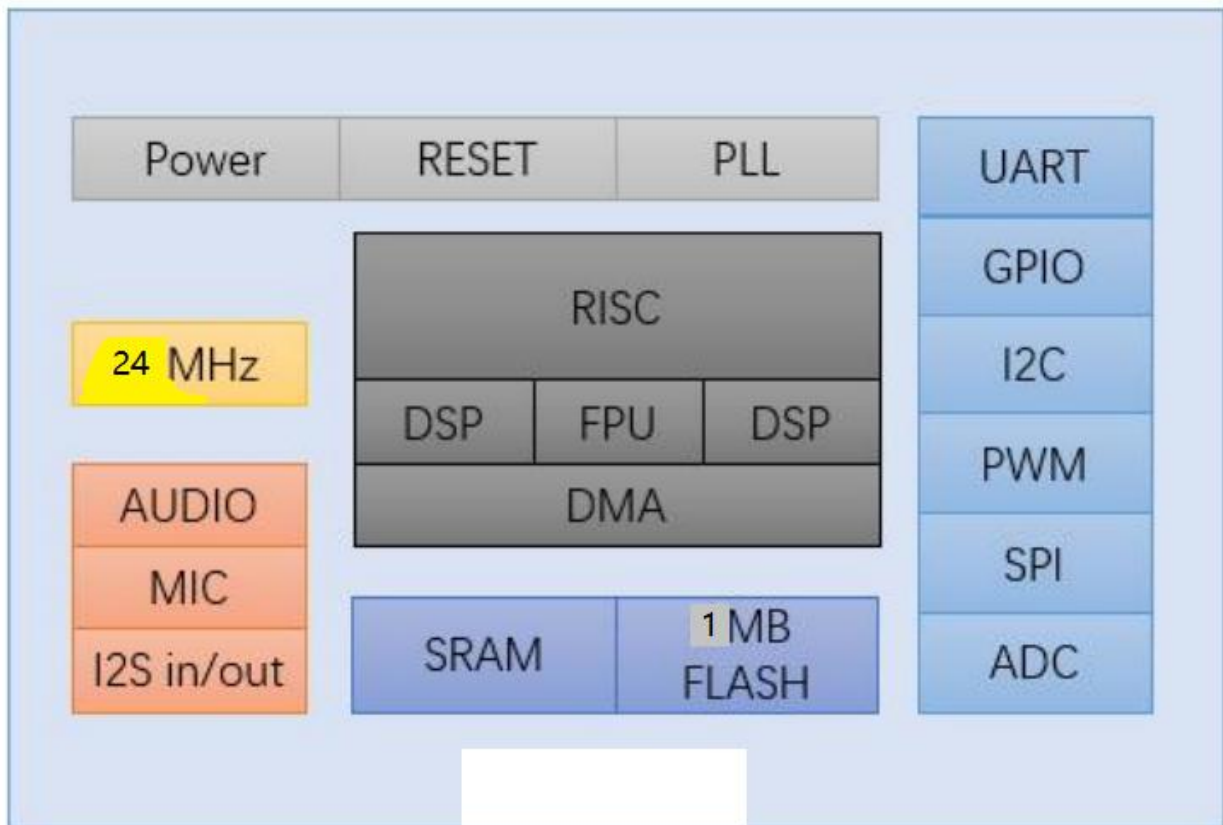 Power
RESET
PLL
UART
GPIO
I2C
PWM
SPI
ADC
RISC
DSP
FPU
DSP
DMA
24 MHz
AUDIO
MIC
I2S in/out
SRAM
1 MB
FLASH